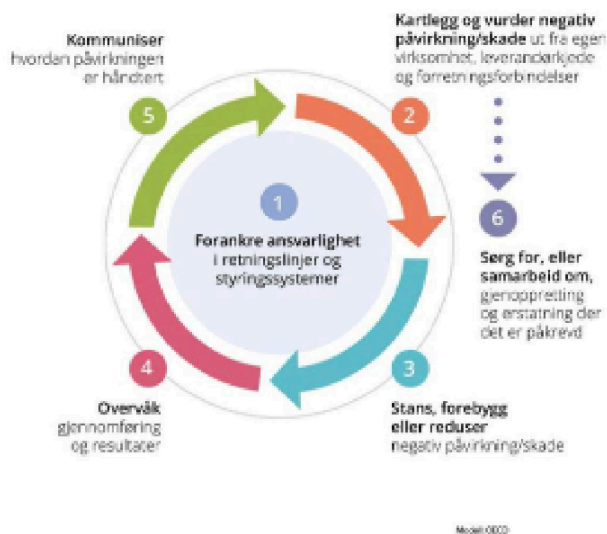 Kommuniser
hvordan påvirkningen
er håndtert
5
Kartlegg og vurder negativ
påvirkning/skade ut fra egen
virksomhet, leverandørkjede
og forretningsforbindelser
2
1
Forankre ansvarlighet
i retningslinjer og
styringssystemer
6
Sørg for, eller
samarbeid om,
gjenoppretting
og erstatning der
det er påkrevd
4
Overvåk
gjennomføring
og resultater
3
Stans, forebygg
eller reduser
negativ påvirkning/skade
Modell: OECD